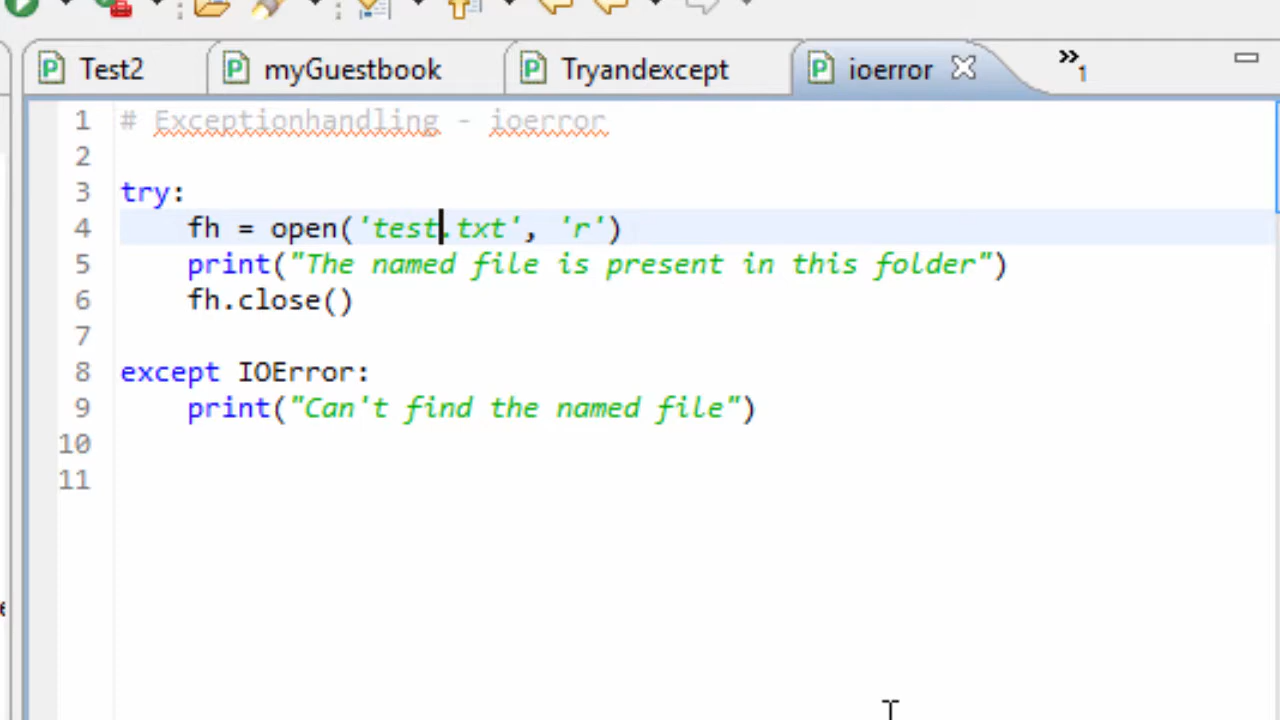 Test2 myGuestbook Tryandexcept ioerror »1
1 # Exceptionhandling - ioerror
2
3 try:
4 fh = open('test.txt', 'r')
5 print("The named file is present in this folder")
6 fh.close()
7
8 except IOError:
9 print("Can't find the named file")
10
11